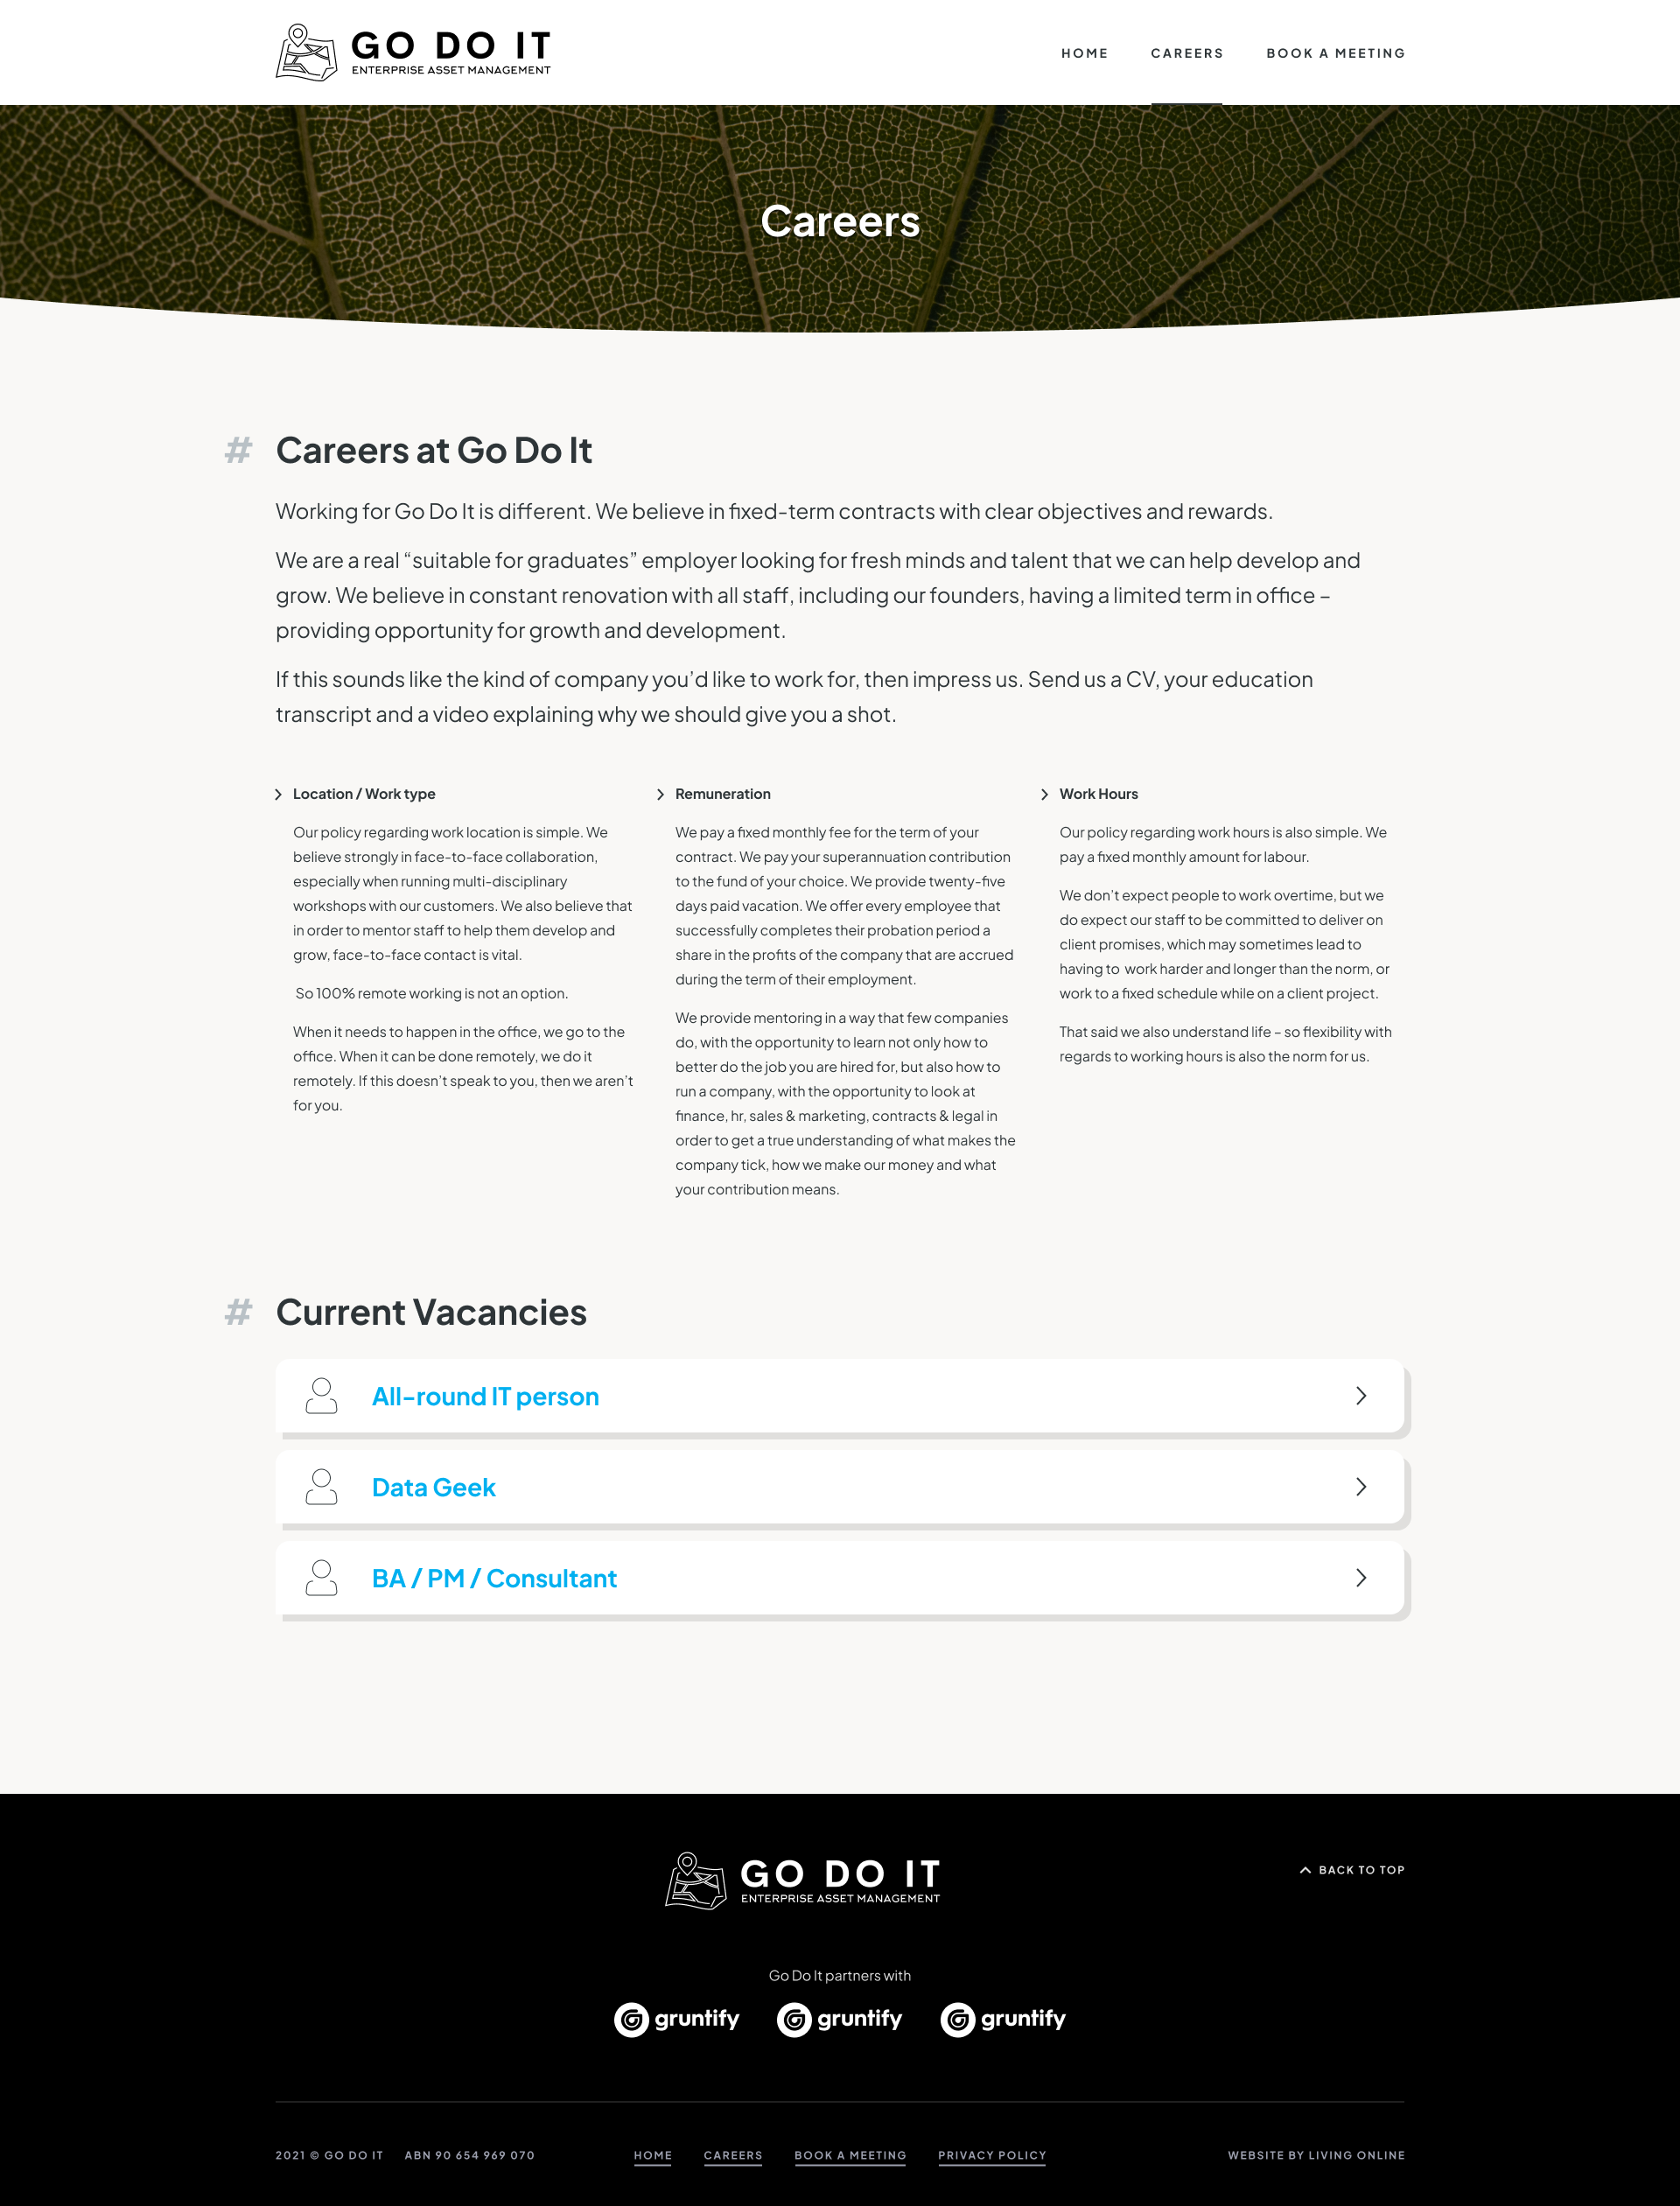 GO DO IT
ENTERPRISE ASSET MANAGEMENT
HOME CAREERS BOOK A MEETING
Careers
# Careers at Go Do It
Working for Go Do It is different. We believe in fixed-term contracts with clear objectives and rewards.
We are a real “suitable for graduates” employer looking for fresh minds and talent that we can help develop and
grow. We believe in constant renovation with all staff, including our founders, having a limited term in office –
providing opportunity for growth and development.
If this sounds like the kind of company you’d like to work for, then impress us. Send us a CV, your education
transcript and a video explaining why we should give you a shot.
Location / Work type
Our policy regarding work location is simple. We
believe strongly in face-to-face collaboration,
especially when running multi-disciplinary
workshops with our customers. We also believe that
in order to mentor staff to help them develop and
grow, face-to-face contact is vital.
So 100% remote working is not an option.
When it needs to happen in the office, we go to the
office. When it can be done remotely, we do it
remotely. If this doesn’t speak to you, then we aren’t
for you.
Remuneration
We pay a fixed monthly fee for the term of your
contract. We pay your superannuation contribution
to the fund of your choice. We provide twenty-five
days paid vacation. We offer every employee that
successfully completes their probation period a
share in the profits of the company that are accrued
during the term of their employment.
We provide mentoring in a way that few companies
do, with the opportunity to learn not only how to
better do the job you are hired for, but also how to
run a company, with the opportunity to look at
finance, hr, sales & marketing, contracts & legal in
order to get a true understanding of what makes the
company tick, how we make our money and what
your contribution means.
Work Hours
Our policy regarding work hours is also simple. We
pay a fixed monthly amount for labour.
We don’t expect people to work overtime, but we
do expect our staff to be committed to deliver on
client promises, which may sometimes lead to
having to work harder and longer than the norm, or
work to a fixed schedule while on a client project.
That said we also understand life – so flexibility with
regards to working hours is also the norm for us.
# Current Vacancies
All-round IT person
Data Geek
BA / PM / Consultant
GO DO IT
ENTERPRISE ASSET MANAGEMENT
BACK TO TOP
Go Do It partners with
gruntify gruntify gruntify
2021 © GO DO IT ABN 90 654 969 070 HOME CAREERS BOOK A MEETING PRIVACY POLICY WEBSITE BY LIVING ONLINE